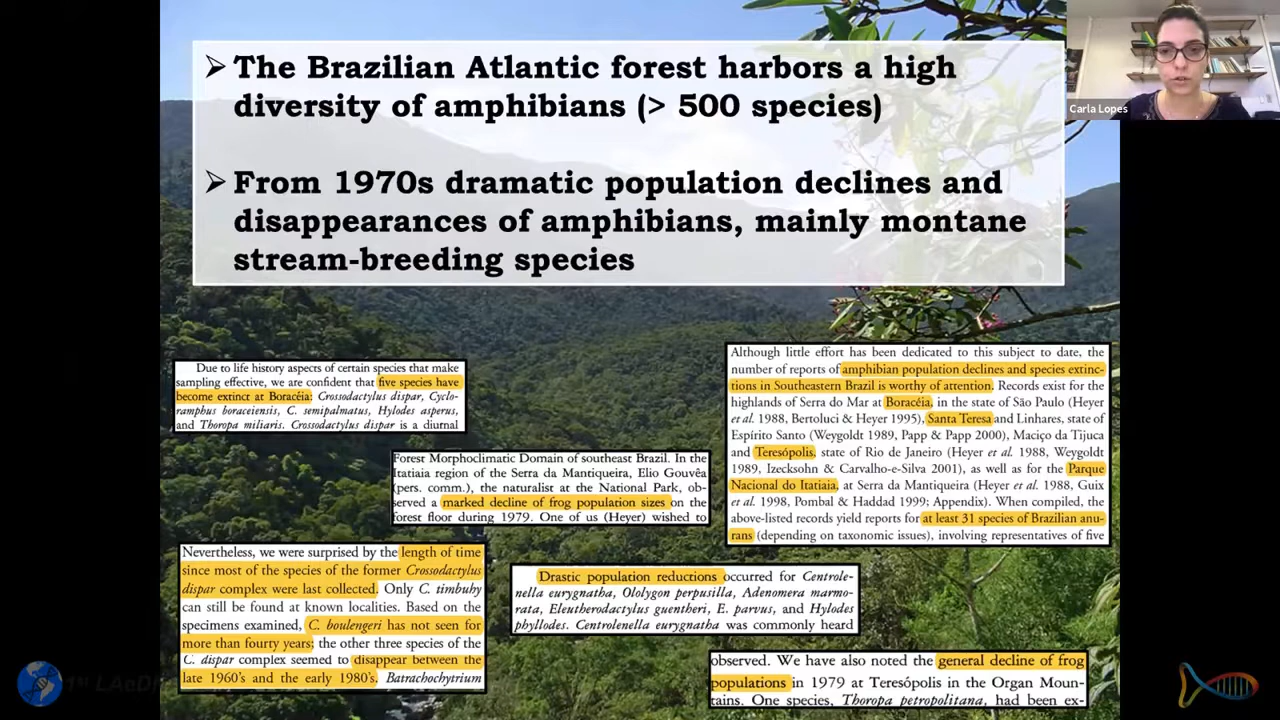 ➢ The Brazilian Atlantic forest harbors a high
diversity of amphibians (> 500 species)
➢ From 1970s dramatic population declines and
disappearances of amphibians, mainly montane
stream-breeding species
Carla Lopes
Due to life history aspects of certain species that make
sampling effective, we are confident that five species have
become extinct at Boracéia: Crossodactylus dispar, Cyclo-
ramphus boraceiensis, C. semipalmatus, Hylodes asperus,
and Thoropa miliaris. Crossodactylus dispar is a diurnal
Although little effort has been dedicated to this subject to date, the
number of reports of amphibian population declines and species extinc-
tions in Southeastern Brazil is worthy of attention. Records exist for the
highlands of Serra do Mar at Boracéia, in the state of São Paulo (Heyer
et al. 1988, Bertoluci & Heyer 1995), Santa Teresa and Linhares, state of
Espírito Santo (Weygoldt 1989, Papp & Papp 2000), Maciço da Tijuca
and Teresópolis, state of Rio de Janeiro (Heyer et al. 1988, Weygoldt
1989, Izecksohn & Carvalho-e-Silva 2001), as well as for the Parque
Nacional do Itatiaia, at Serra da Mantiqueira (Heyer et al. 1988, Guix
et al. 1998, Pombal & Haddad 1999; Appendix). When compiled, the
above-listed records yield reports for at least 31 species of Brazilian anu-
rans (depending on taxonomic issues), involving representatives of five
Forest Morphoclimatic Domain of southeast Brazil. In the
Itatiaia region of the Serra da Mantiqueira, Elio Gouvêa
(pers. comm.), the naturalist at the National Park, ob-
served a marked decline of frog population sizes on the
forest floor during 1979. One of us (Heyer) wished to
Nevertheless, we were surprised by the length of time
since most of the species of the former Crossodactylus
dispar complex were last collected. Only C. timbuhy
can still be found at known localities. Based on the
specimens examined, C. boulengeri has not seen for
more than fourty years; the other three species of the
C. dispar complex seemed to disappear between the
late 1960's and the early 1980's. Batrachochytrium
Drastic population reductions occurred for Centrole-
nella eurygnatha, Ololygon perpusilla, Adenomera marmo-
rata, Eleutherodactylus guentheri, E. parvus, and Hylodes
phyllodes. Centrolenella eurygnatha was commonly heard
observed. We have also noted the general decline of frog
populations in 1979 at Teresópolis in the Organ Moun-
tains. One species, Thoropa petropolitana, had been ex-